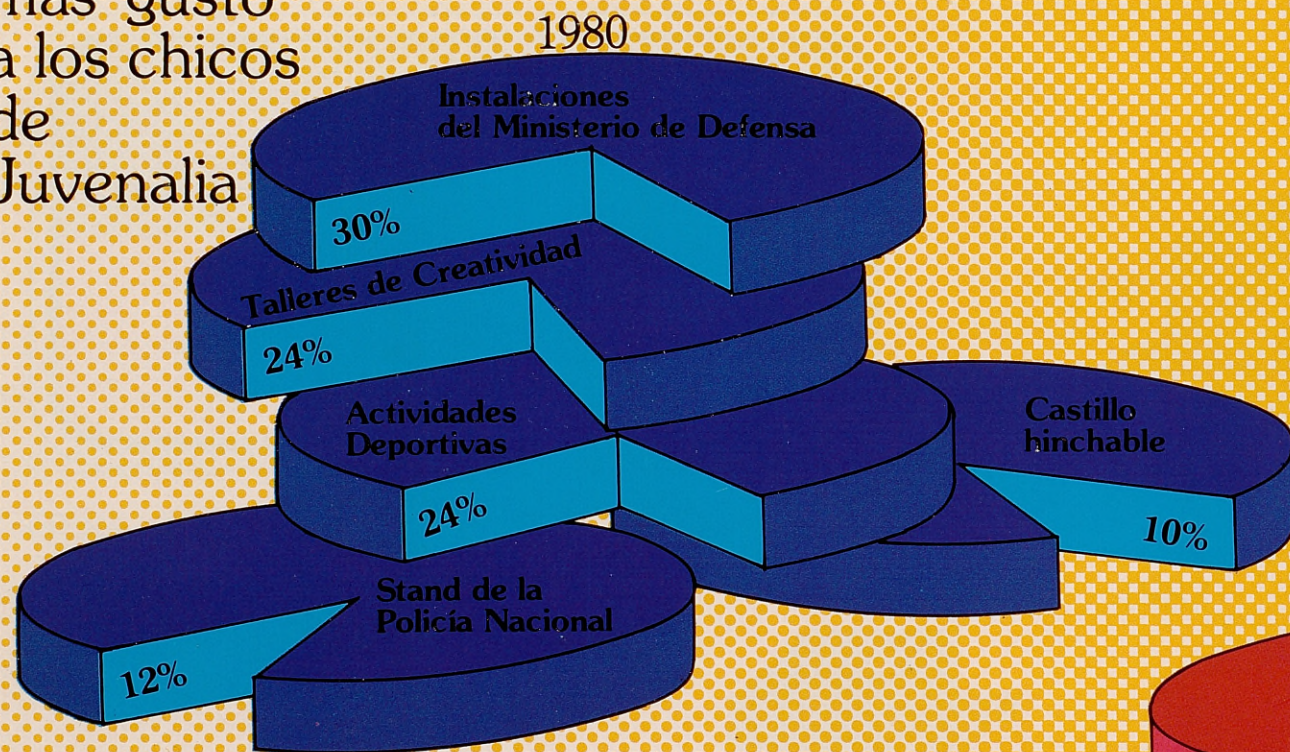 más gusto
a los chicos
de
Juvenalia
1980
Instalaciones
del Ministerio de Defensa
30%
Talleres de Creatividad
24%
Actividades
Deportivas
24%
Castillo
hinchable
10%
Stand de la
Policía Nacional
12%